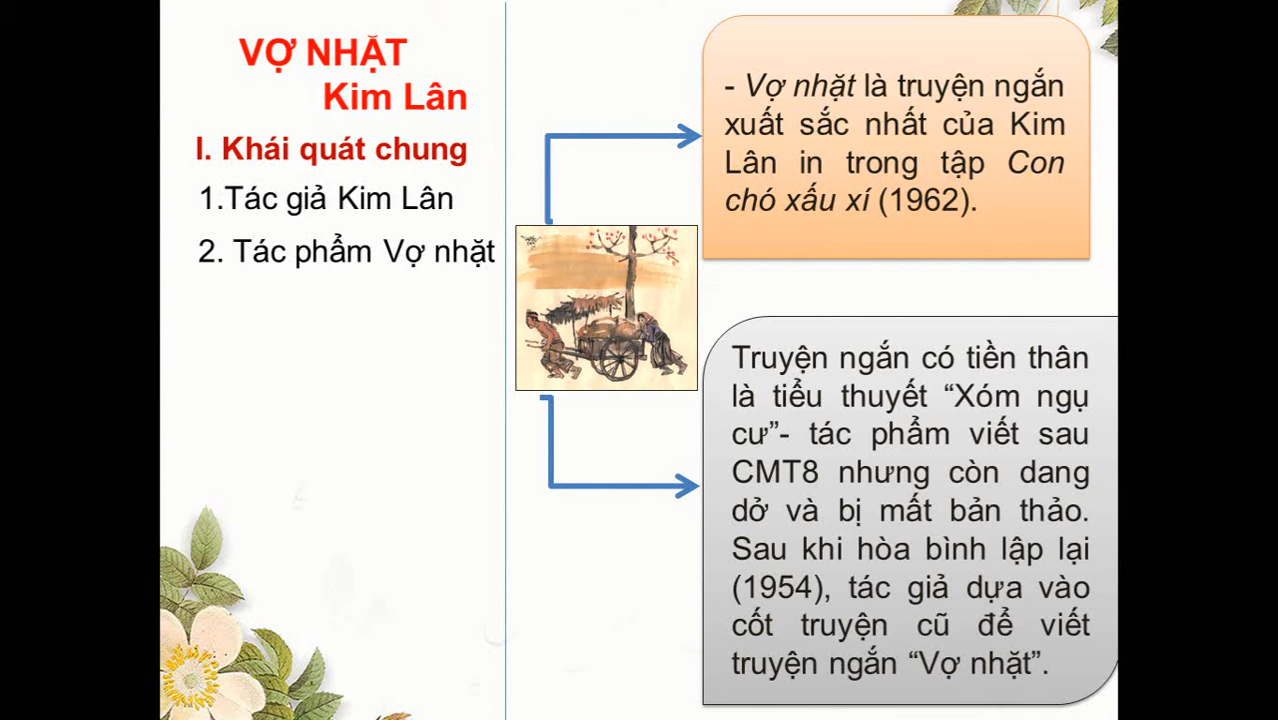 VỢ NHẶT
Kim Lân
I. Khái quát chung
1.Tác giả Kim Lân
2. Tác phẩm Vợ nhặt
- Vợ nhặt là truyện ngắn
xuất sắc nhất của Kim
Lân in trong tập Con
chó xấu xí (1962).
Truyện ngắn có tiền thân
là tiểu thuyết “Xóm ngụ
cư”- tác phẩm viết sau
CMT8 nhưng còn dang
dở và bị mất bản thảo.
Sau khi hòa bình lập lại
(1954), tác giả dựa vào
cốt truyện cũ để viết
truyện ngắn “Vợ nhặt”.